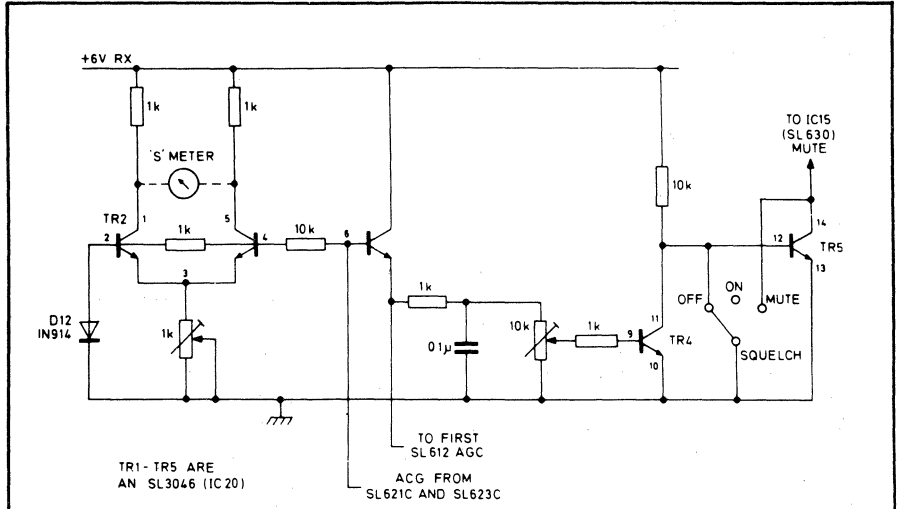 +6V RX
1k
1k
'S' METER
TO IC15
(SL630)
MUTE
10k
TR2
1
5
2
1k
4
10k
6
14
12
TR5
13
3
1k
ON
OFF
MUTE
D12
IN914
1k
10k
1k
9
11
TR4
10
01µ
SQUELCH
TO FIRST
SL612 AGC
TR1-TR5 ARE
AN SL3046 (IC20)
ACG FROM
SL621C AND SL623C